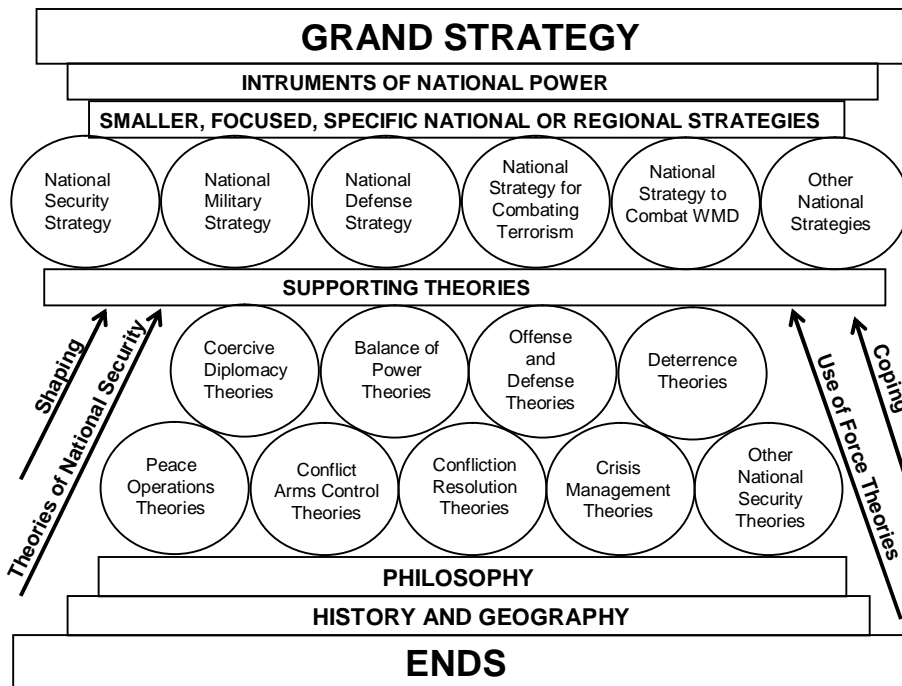 GRAND STRATEGY
INTRUMENTS OF NATIONAL POWER
SMALLER, FOCUSED, SPECIFIC NATIONAL OR REGIONAL STRATEGIES
National
Security
Strategy
National
Military
Strategy
National
Defense
Strategy
National
Strategy for
Combating
Terrorism
National
Strategy to
Combat WMD
Other
National
Strategies
SUPPORTING THEORIES
Shaping
Theories of National Security
Coercive
Diplomacy
Theories
Balance of
Power
Theories
Offense
and
Defense
Theories
Deterrence
Theories
Use of Force Theories
Coping
Peace
Operations
Theories
Conflict
Arms Control
Theories
Confliction
Resolution
Theories
Crisis
Management
Theories
Other
National
Security
Theories
PHILOSOPHY
HISTORY AND GEOGRAPHY
ENDS